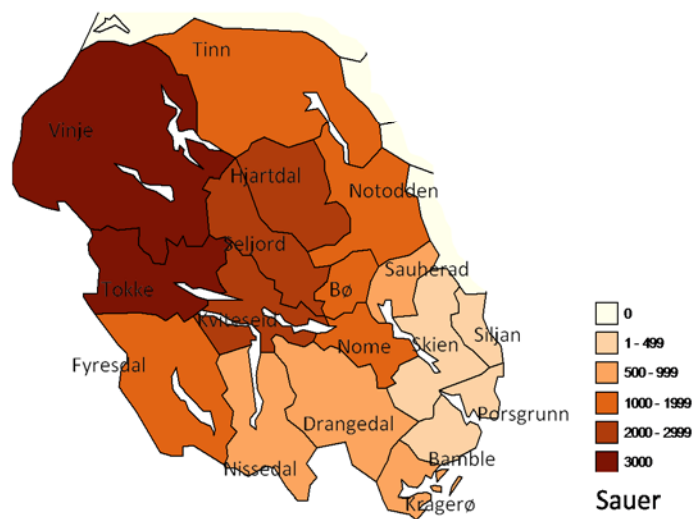 Tinn
Vinje
Hjartdal
Notodden
Seljord
Sauherad
Tokke
Bø
Kviteseid
Siljan
Skien
Nome
Fyresdal
Porsgrunn
Drangedal
Bamble
Nissedal
Kragerø
0
1 - 499
500 - 999
1000 - 1999
2000 - 2999
3000
Sauer